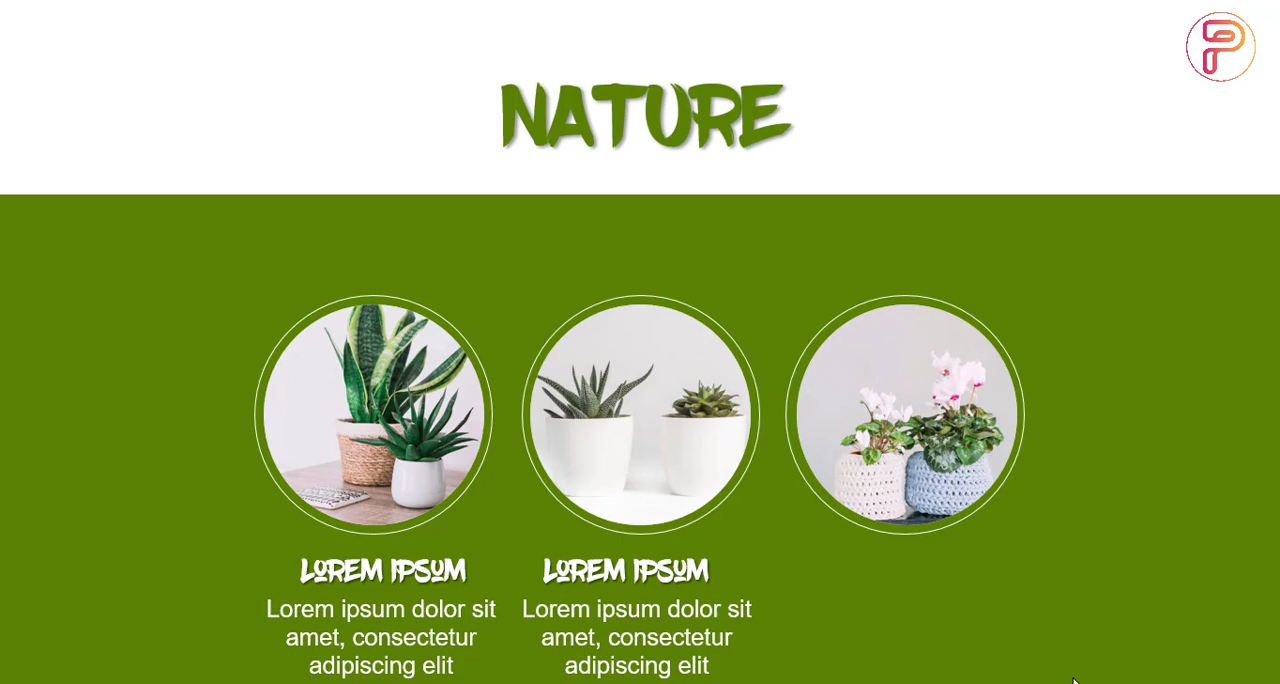 NATURE
LOREM IPSUM
Lorem ipsum dolor sit
amet, consectetur
adipiscing elit
LOREM IPSUM
Lorem ipsum dolor sit
amet, consectetur
adipiscing elit